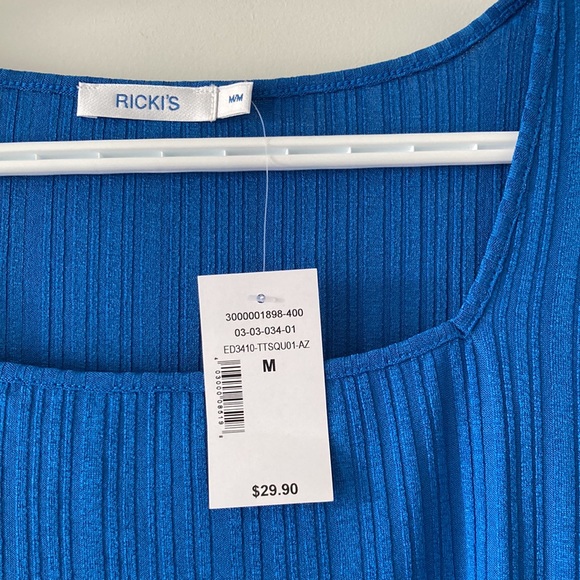 RICKI'S
M/M
3000001898-400
03-03-034-01
ED3410-TTSQU01-AZ
M
$29.90